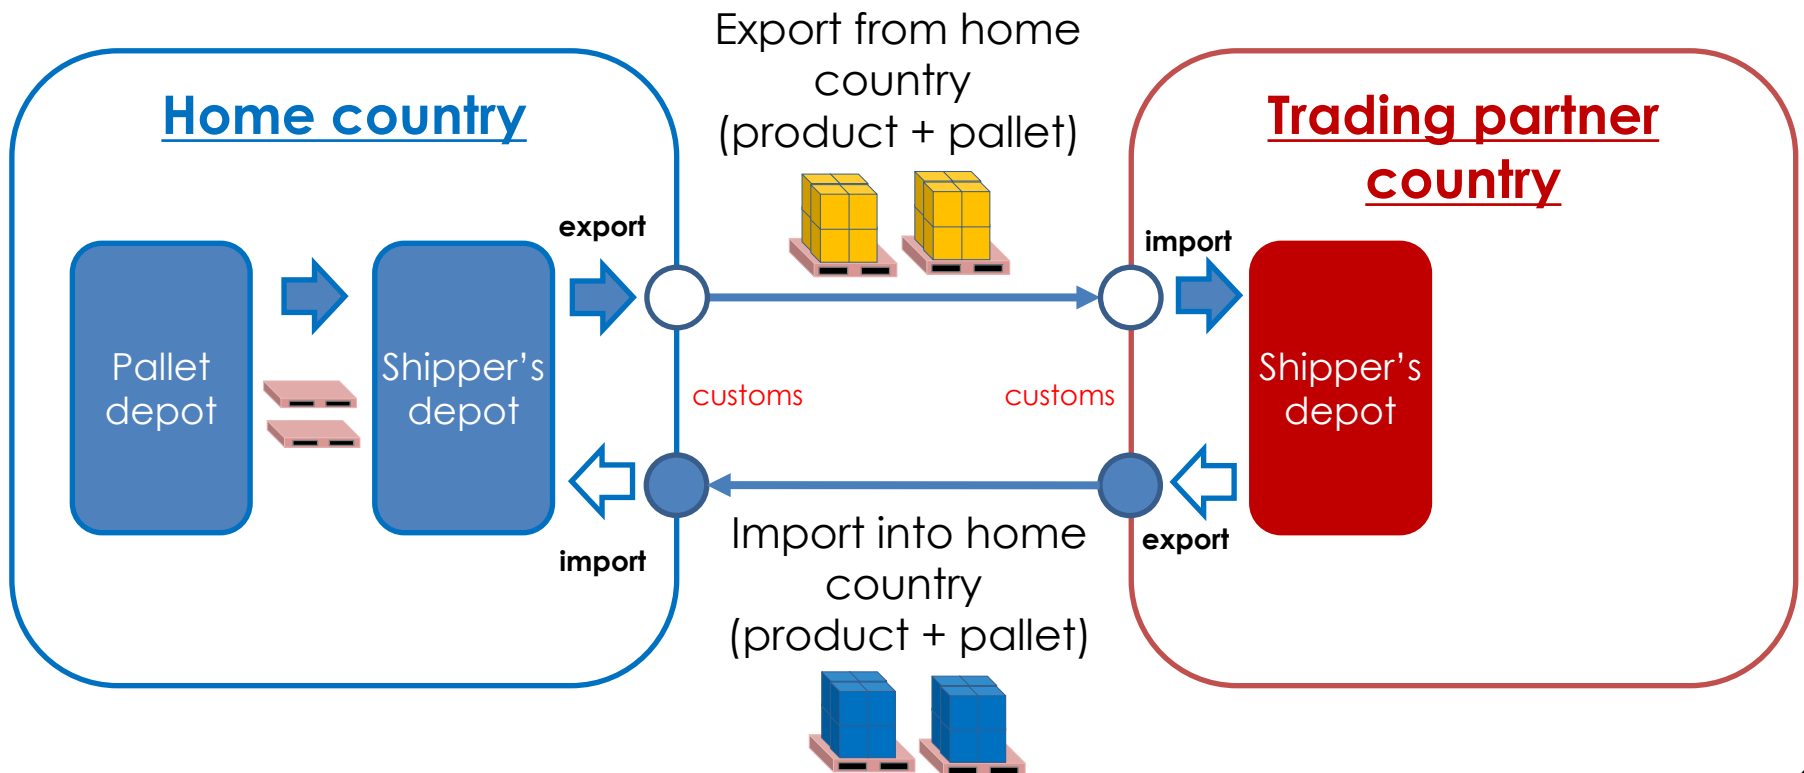 Export from home
country
(product + pallet)
Home country
Trading partner
country
export
import
Pallet
depot
Shipper's
depot
customs
customs
Shipper's
depot
import
export
Import into home
country
(product + pallet)